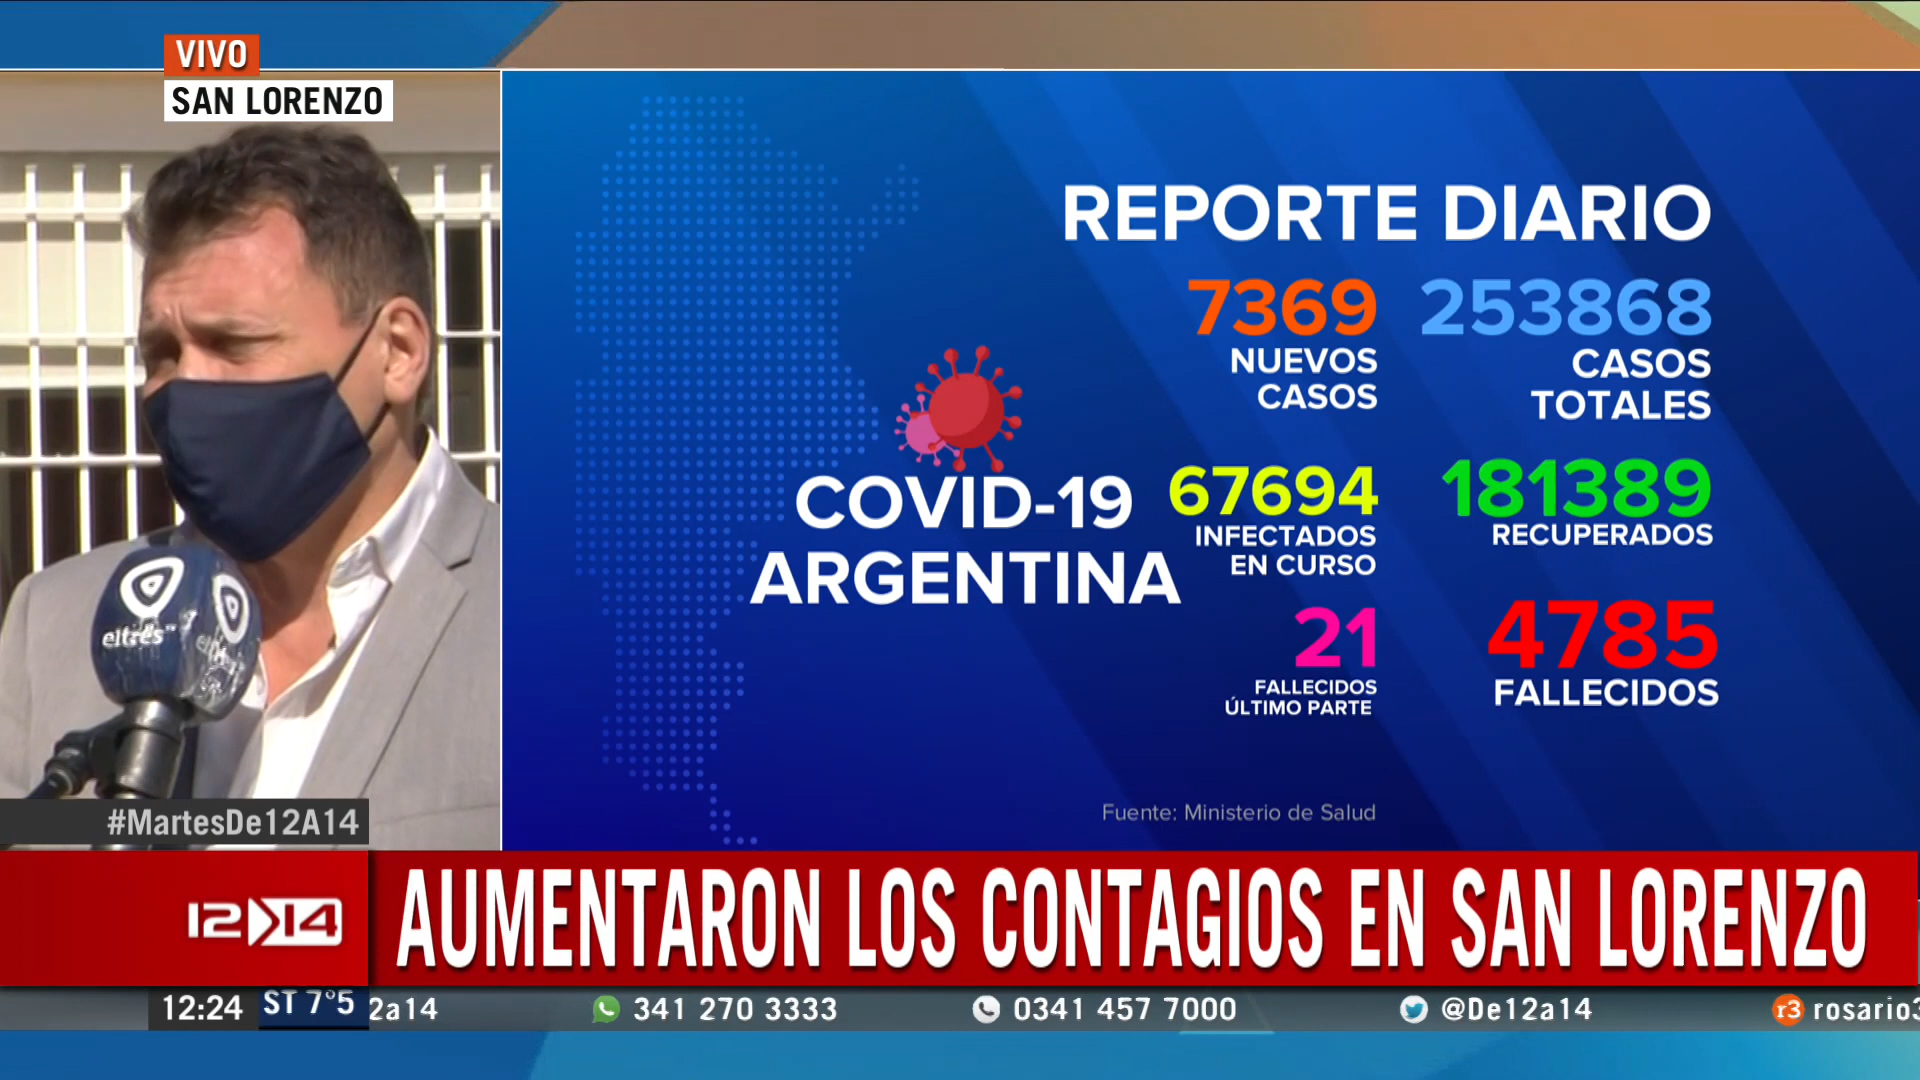 VIVO
SAN LORENZO
REPORTE DIARIO
7369
NUEVOS
CASOS
253868
CASOS
TOTALES
COVID-19
ARGENTINA
67694
INFECTADOS
EN CURSO
181389
RECUPERADOS
21
FALLECIDOS
ÚLTIMO PARTE
4785
FALLECIDOS
Fuente: Ministerio de Salud
eltrés
#MartesDe12A14
12 14
AUMENTARON LOS CONTAGIOS EN SAN LORENZO
12:24 ST 7°5 2a14 341 270 3333 0341 457 7000 @De12a14 r3 rosario3